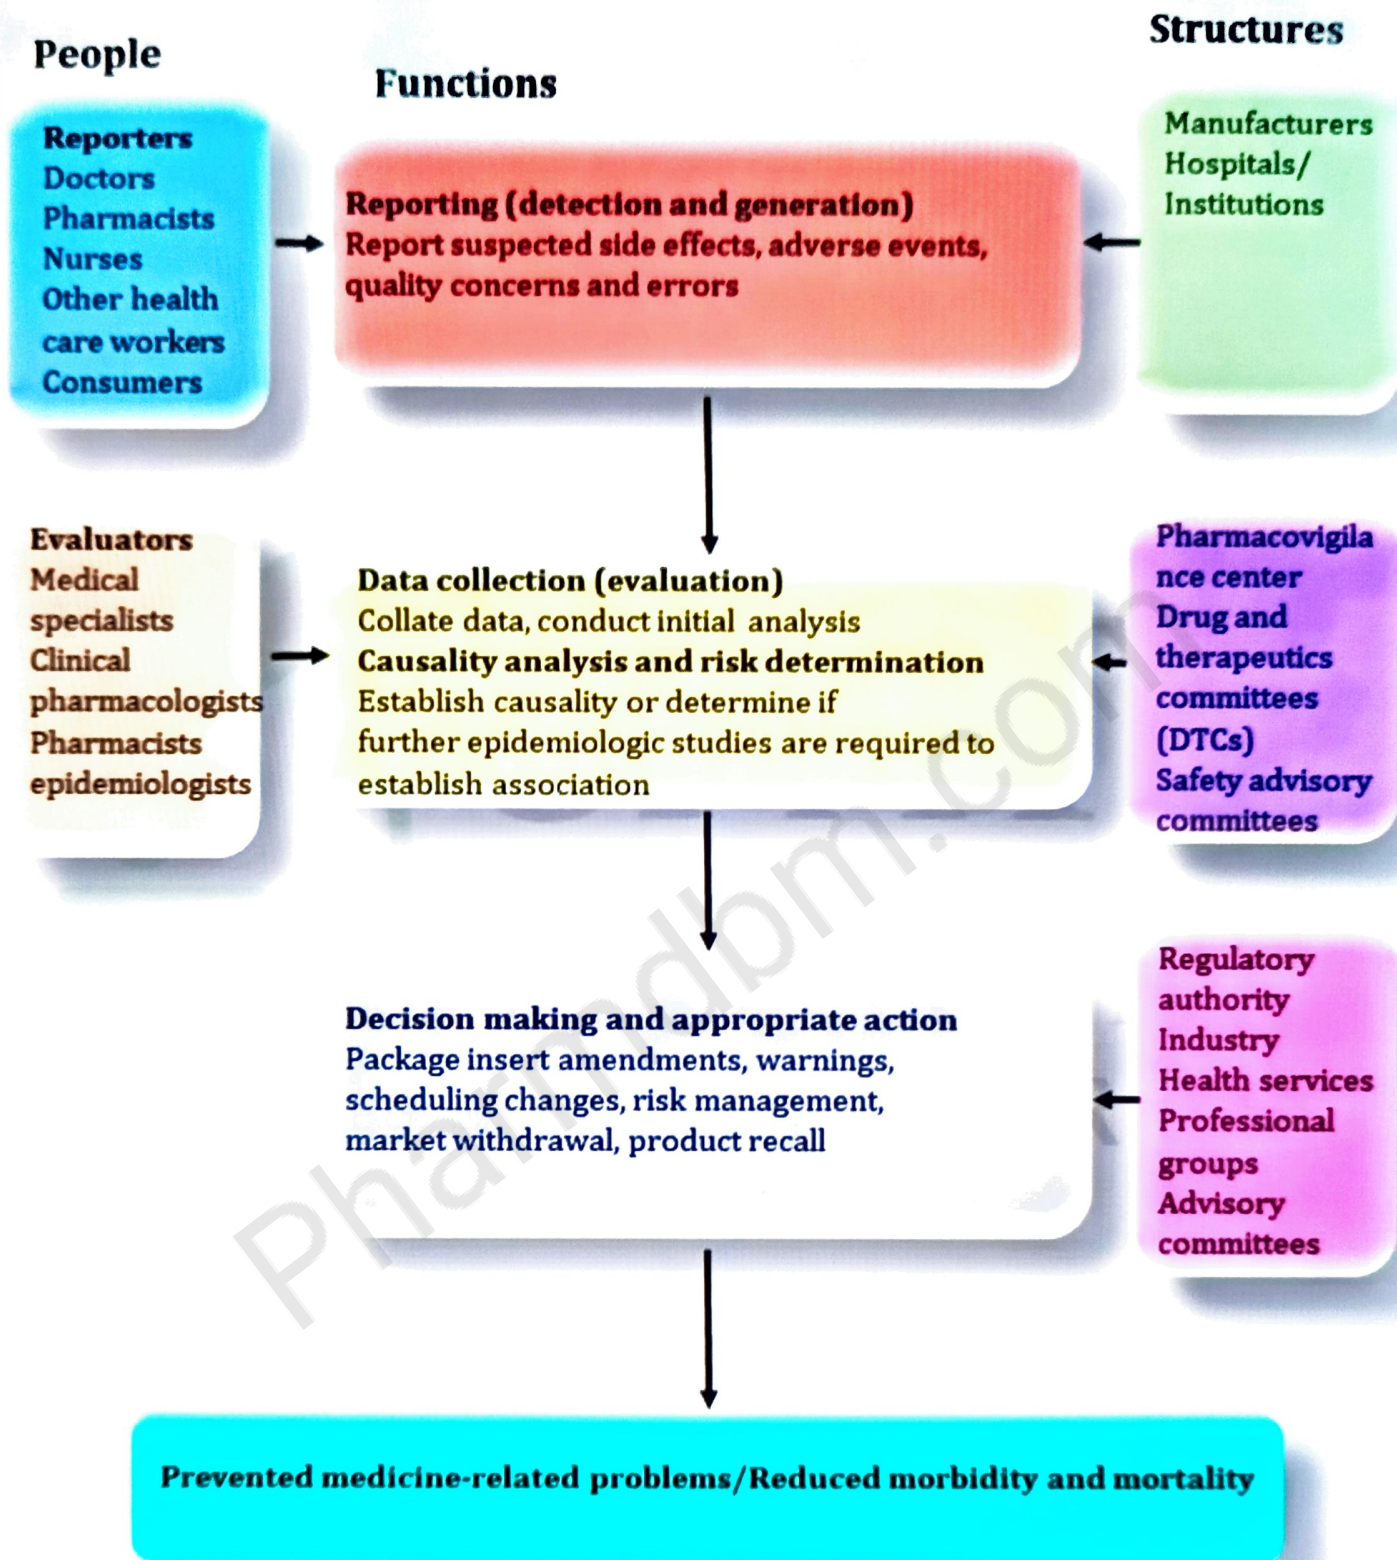 People
Functions
Structures
Reporters
Doctors
Pharmacists
Nurses
Other health
care workers
Consumers
Reporting (detection and generation)
Report suspected side effects, adverse events,
quality concerns and errors
Manufacturers
Hospitals/
Institutions
Evaluators
Medical
specialists
Clinical
pharmacologists
Pharmacists
epidemiologists
Data collection (evaluation)
Collate data, conduct initial analysis
Causality analysis and risk determination
Establish causality or determine if
further epidemiologic studies are required to
establish association
Pharmacovigila
nce center
Drug and
therapeutics
committees
(DTCs)
Safety advisory
committees
Decision making and appropriate action
Package insert amendments, warnings,
scheduling changes, risk management,
market withdrawal, product recall
Regulatory
authority
Industry
Health services
Professional
groups
Advisory
committees
Prevented medicine-related problems/Reduced morbidity and mortality
Pharmdbm.com